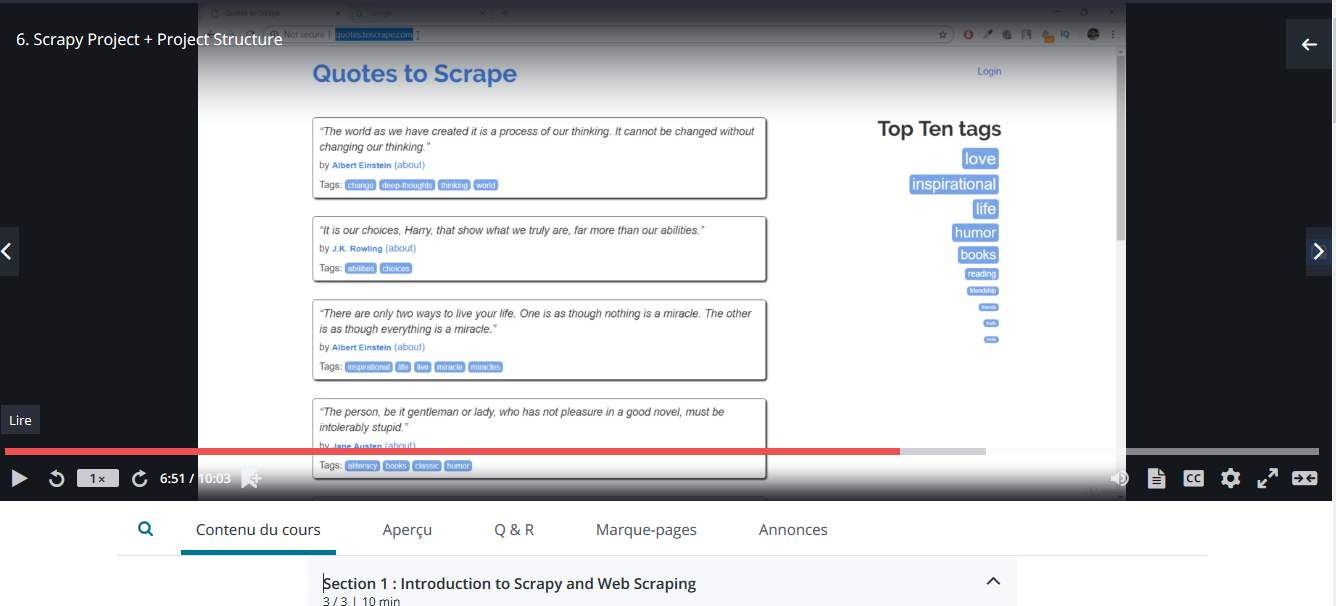 Quotes to Scrape
Google
6. Scrapy Project + Project Structure
Not secure | quotes.toscrape.com
IQ
Quotes to Scrape
Login
“The world as we have created it is a process of our thinking. It cannot be changed without
changing our thinking.”
by Albert Einstein (about)
Tags: change deep-thoughts thinking world
“It is our choices, Harry, that show what we truly are, far more than our abilities.”
by J.K. Rowling (about)
Tags: abilities choices
“There are only two ways to live your life. One is as though nothing is a miracle. The other
is as though everything is a miracle.”
by Albert Einstein (about)
Tags: inspirational life live miracle miracles
“The person, be it gentleman or lady, who has not pleasure in a good novel, must be
intolerably stupid.”
by Jane Austen (about)
Tags: aliteracy books classic humor
Top Ten tags
love
inspirational
life
humor
books
reading
friendship
friends
truth
Lire
1×
6:51 / 10:03
CC
Contenu du cours
Aperçu
Q & R
Marque-pages
Annonces
Section 1 : Introduction to Scrapy and Web Scraping
3 / 3 | 10 min